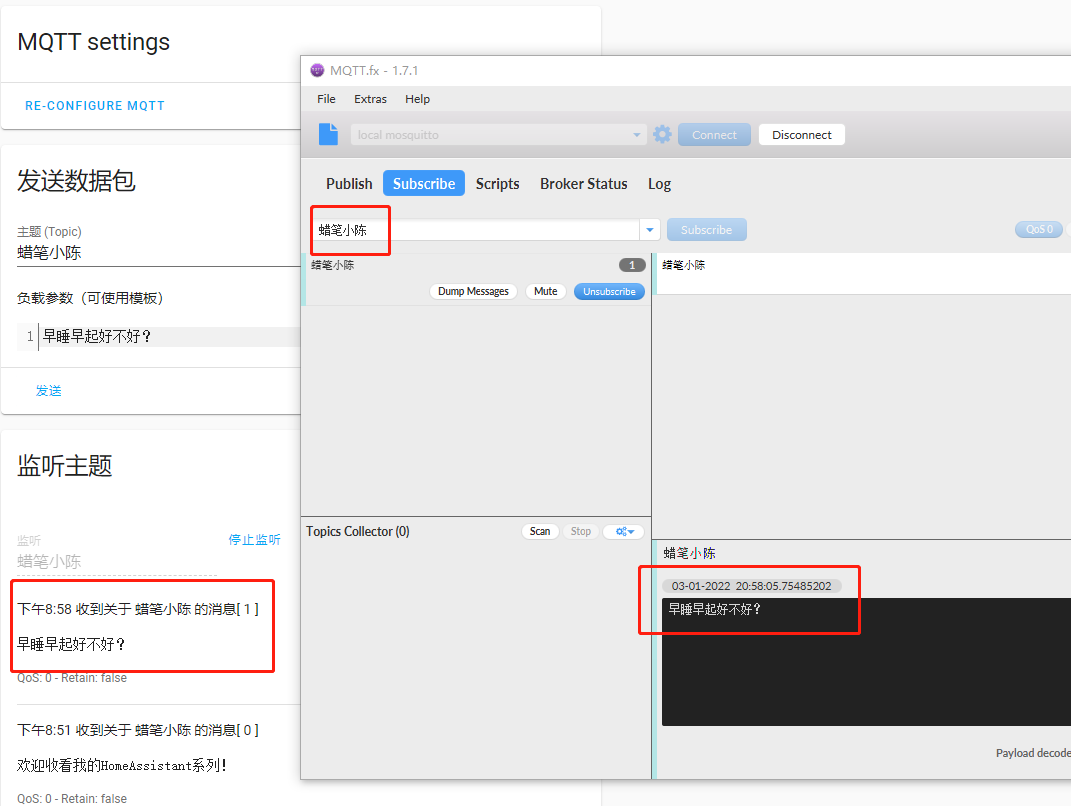 MQTT settings
RE-CONFIGURE MQTT
发送数据包
主题 (Topic)
蜡笔小陈
负载参数（可使用模板）
1 早睡早起好不好？
发送
监听主题
监听
停止监听
蜡笔小陈
下午8:58 收到关于 蜡笔小陈 的消息[ 1 ]
早睡早起好不好？
QoS: 0 - Retain: false
下午8:51 收到关于 蜡笔小陈 的消息[ 0 ]
欢迎收看我的HomeAssistant系列！
QoS: 0 - Retain: false
MQTT.fx - 1.7.1
File Extras Help
local mosquitto Connect Disconnect
Publish Subscribe Scripts Broker Status Log
蜡笔小陈 Subscribe QoS 0
蜡笔小陈 1
Dump Messages Mute Unsubscribe
蜡笔小陈
Topics Collector (0) Scan Stop
蜡笔小陈
03-01-2022 20:58:05.75485202
早睡早起好不好？
Payload decode